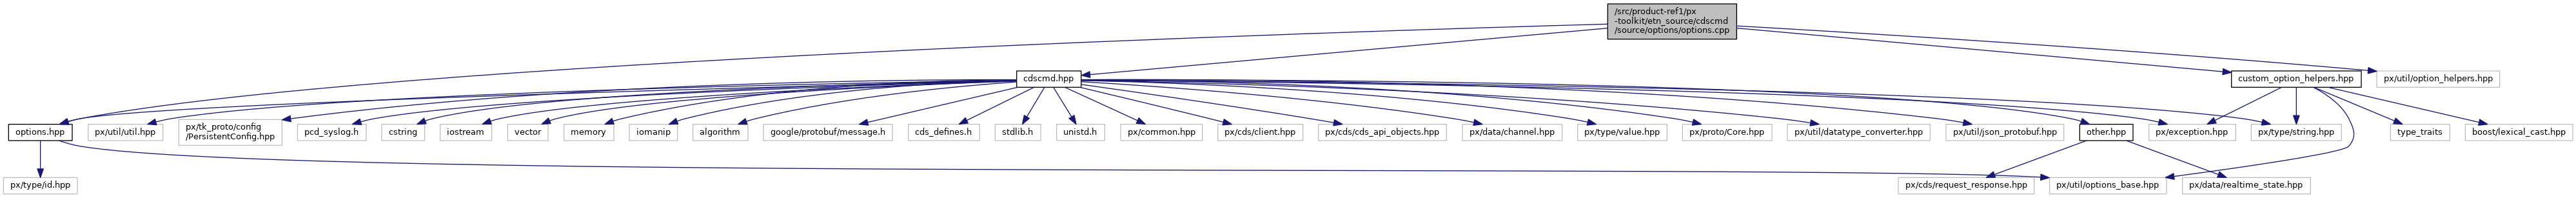 /src/product-ref1/px
-toolkit/etn_source/cdscmd
/source/options/options.cpp
cdscmd.hpp
custom_option_helpers.hpp
px/util/option_helpers.hpp
options.hpp
px/util/util.hpp
px/tk_proto/config
/PersistentConfig.hpp
pcd_syslog.h
cstring
iostream
vector
memory
iomanip
algorithm
google/protobuf/message.h
cds_defines.h
stdlib.h
unistd.h
px/common.hpp
px/cds/client.hpp
px/cds/cds_api_objects.hpp
px/data/channel.hpp
px/type/value.hpp
px/proto/Core.hpp
px/util/datatype_converter.hpp
px/util/json_protobuf.hpp
other.hpp
px/exception.hpp
px/type/string.hpp
type_traits
boost/lexical_cast.hpp
px/type/id.hpp
px/cds/request_response.hpp
px/util/options_base.hpp
px/data/realtime_state.hpp